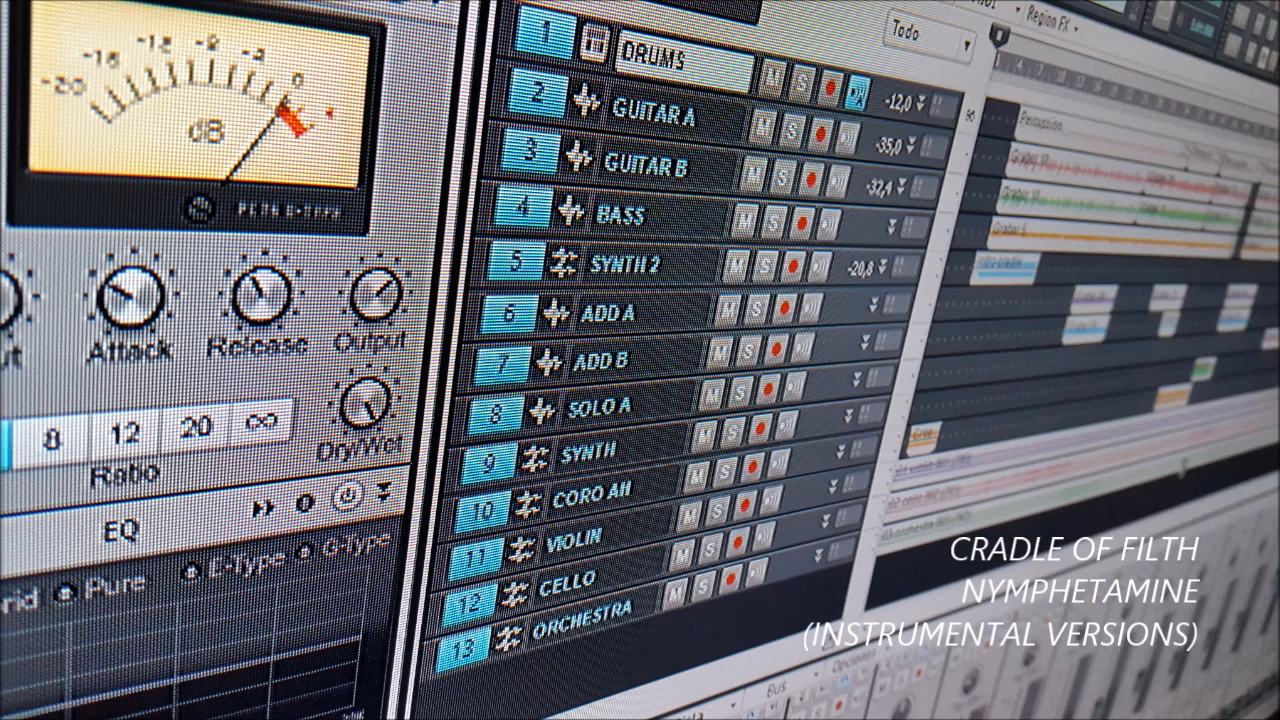 -20
-16
-12
-8
-4
0
dB
Attack
Release
Output
8
12
20
∞
Ratio
Dry/Wet
EQ
Pure
E-Type
G-Type
Todo
Region FX
1
DRUMS
M
S
-12,0
2
GUITAR A
M
S
-35,0
3
GUITAR B
M
S
-32,4
4
BASS
M
S
5
SYNTH 2
M
S
-20,8
6
ADD A
M
S
7
ADD B
M
S
8
SOLO A
M
S
9
SYNTH
M
S
10
CORO AH
M
S
11
VIOLIN
M
S
12
CELLO
M
S
13
ORCHESTRA
M
S
Percussion
Bus
CRADLE OF FILTH
NYMPHETAMINE
(INSTRUMENTAL VERSIONS)